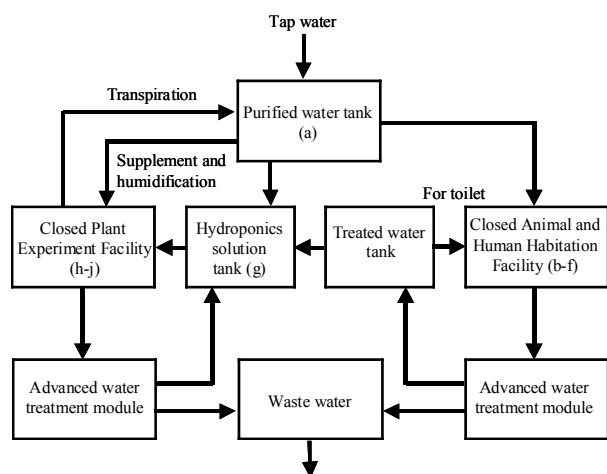 Tap water
Transpiration
Purified water tank
(a)
Supplement and
humidification
For toilet
Closed Plant
Experiment Facility
(h-j)
Hydroponics
solution
tank (g)
Treated water
tank
Closed Animal and
Human Habitation
Facility (b-f)
Advanced water
treatment module
Waste water
Advanced water
treatment module